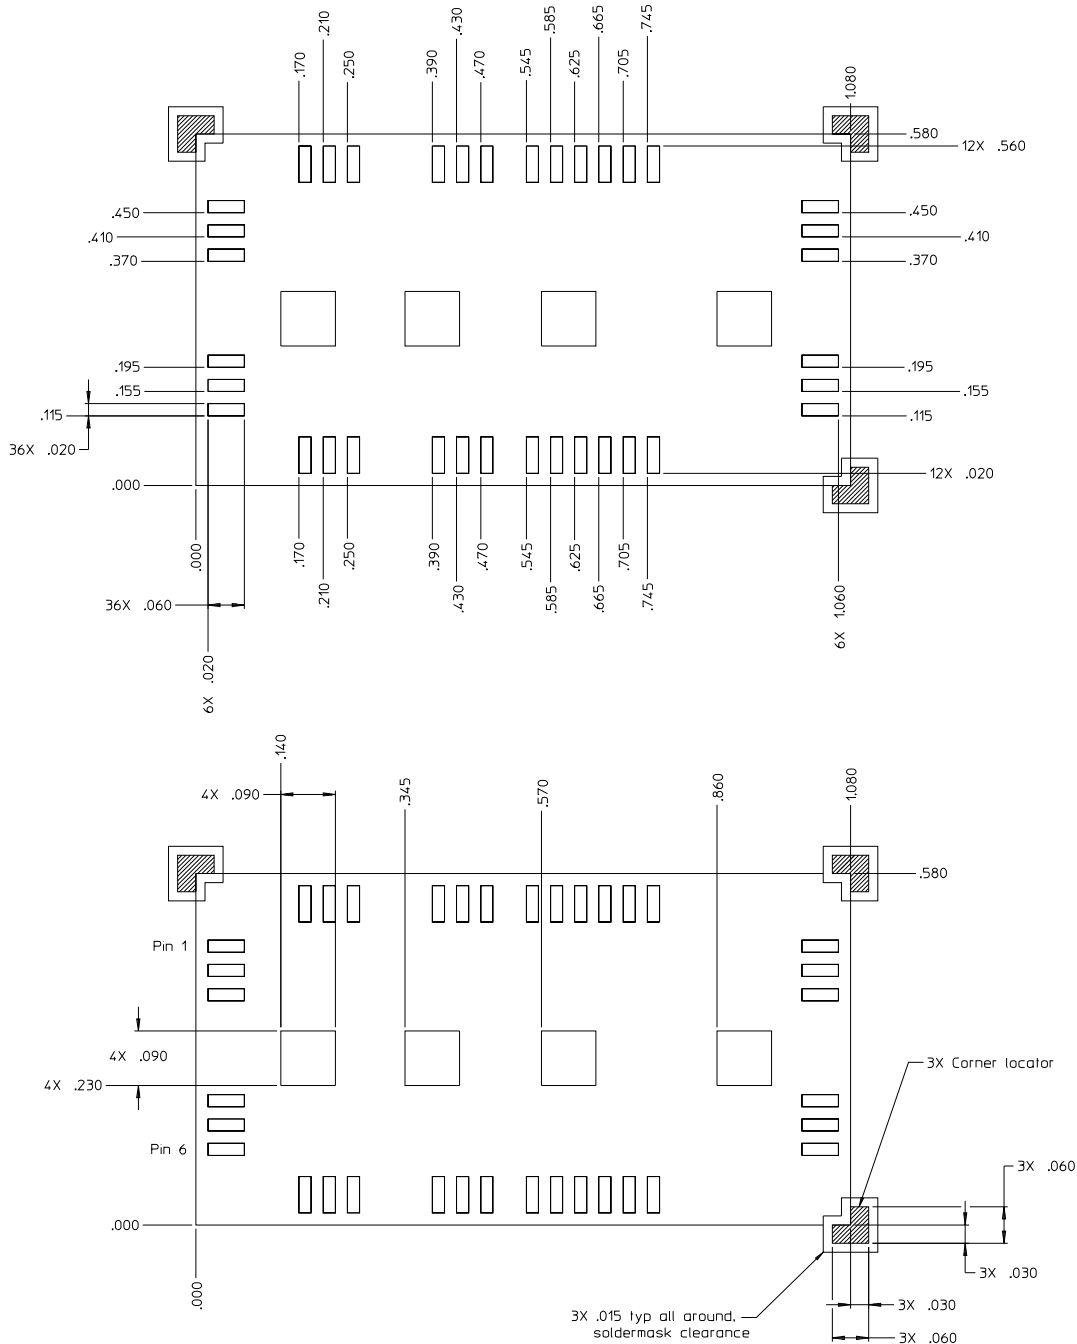 .170
.210
.250
.390
.430
.470
.545
.585
.625
.665
.705
.745
1.080
.580
12X .560
.450
.410
.370
.450
.410
.370
.195
.155
.115
36X .020
.195
.155
.115
.000
12X .020
.000
.170
.210
.250
.390
.430
.470
.545
.585
.625
.665
.705
.745
36X .060
6X .020
6X 1.060
.140
4X .090
.345
.570
.860
1.080
.580
Pin 1
4X .090
4X .230
3X Corner locator
Pin 6
3X .060
.000
3X .030
.000
3X .030
3X .015 typ all around,
soldermask clearance
3X .060